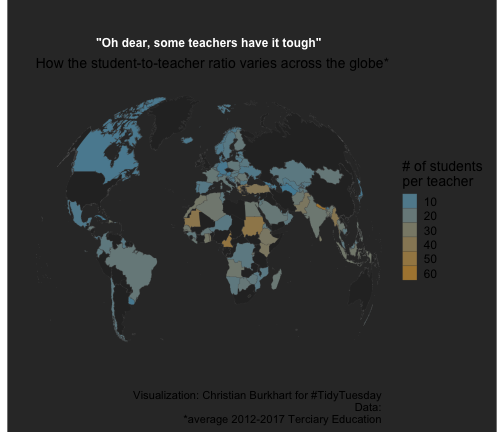 "Oh dear, some teachers have it tough"
How the student-to-teacher ratio varies across the globe*
# of students
per teacher
10
20
30
40
50
60
Visualization: Christian Burkhart for #TidyTuesday
Data:
*average 2012-2017 Terciary Education